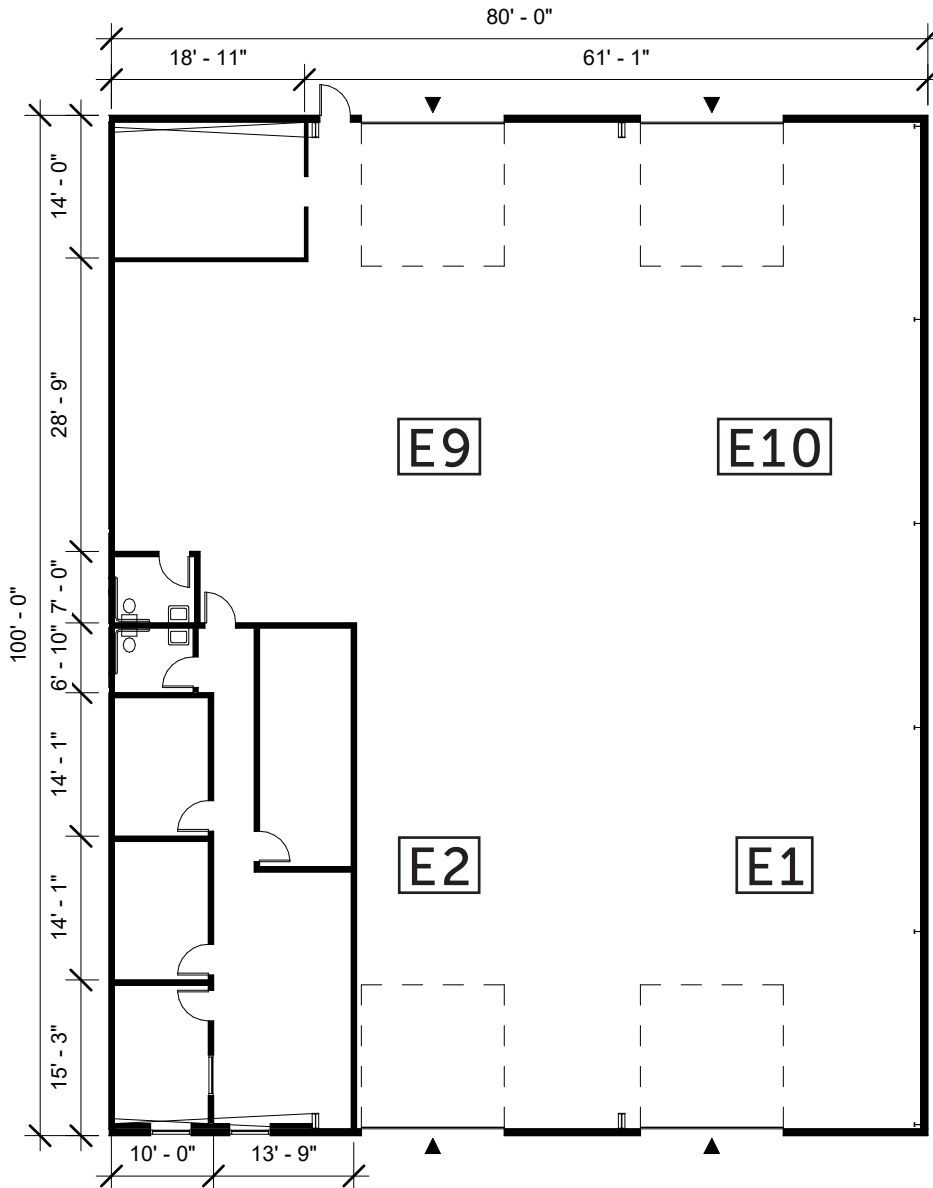 80' - 0"
18' - 11"
61' - 1"
14' - 0"
28' - 9"
E9
E10
7' - 0"
100' - 0"
6' - 10"
14' - 1"
E2
E1
14' - 1"
15' - 3"
10' - 0"
13' - 9"